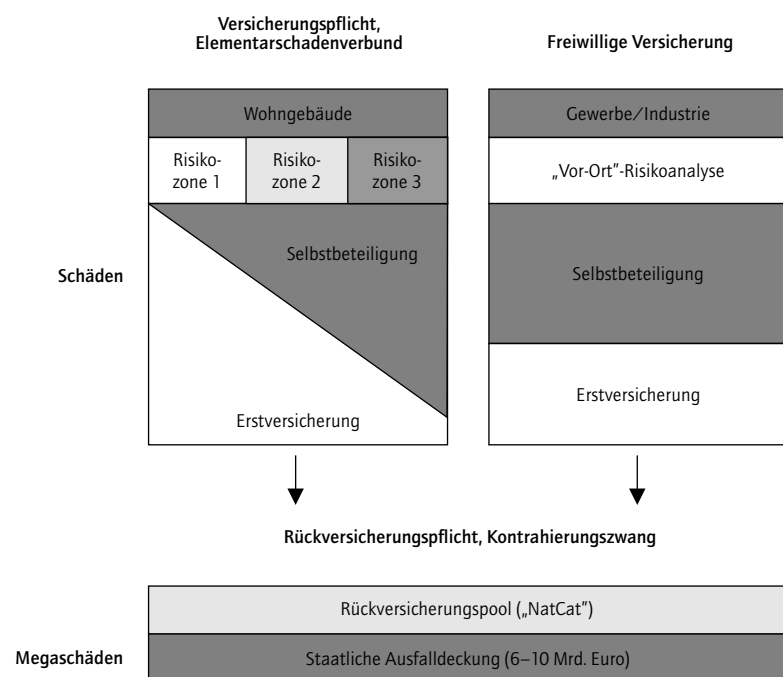 Versicherungspflicht,
Elementarschadenverbund
Freiwillige Versicherung
Wohngebäude
Gewerbe/Industrie
Risiko-
zone 1
Risiko-
zone 2
Risiko-
zone 3
„Vor-Ort”-Risikoanalyse
Schäden
Selbstbeteiligung
Selbstbeteiligung
Erstversicherung
Erstversicherung
Rückversicherungspflicht, Kontrahierungszwang
Rückversicherungspool („NatCat”)
Megaschäden
Staatliche Ausfalldeckung (6–10 Mrd. Euro)